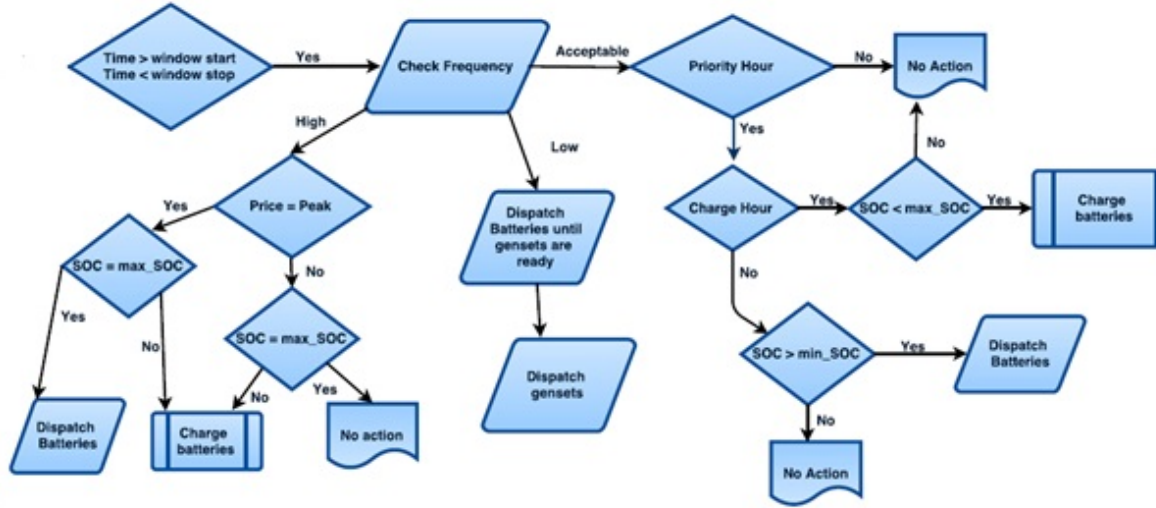 Time > window start
Time < window stop
Yes
Check Frequency
Acceptable
Priority Hour
No
No Action
High
Low
Yes
No
Price = Peak
Yes
No
SOC = max_SOC
Yes
No
SOC = max_SOC
No
Yes
Dispatch
Batteries
Charge
batteries
No action
Dispatch
Batteries until
gensets are
ready
Dispatch
gensets
Charge Hour
Yes
SOC < max_SOC
Yes
Charge
batteries
No
SOC > min_SOC
Yes
Dispatch
Batteries
No
No Action